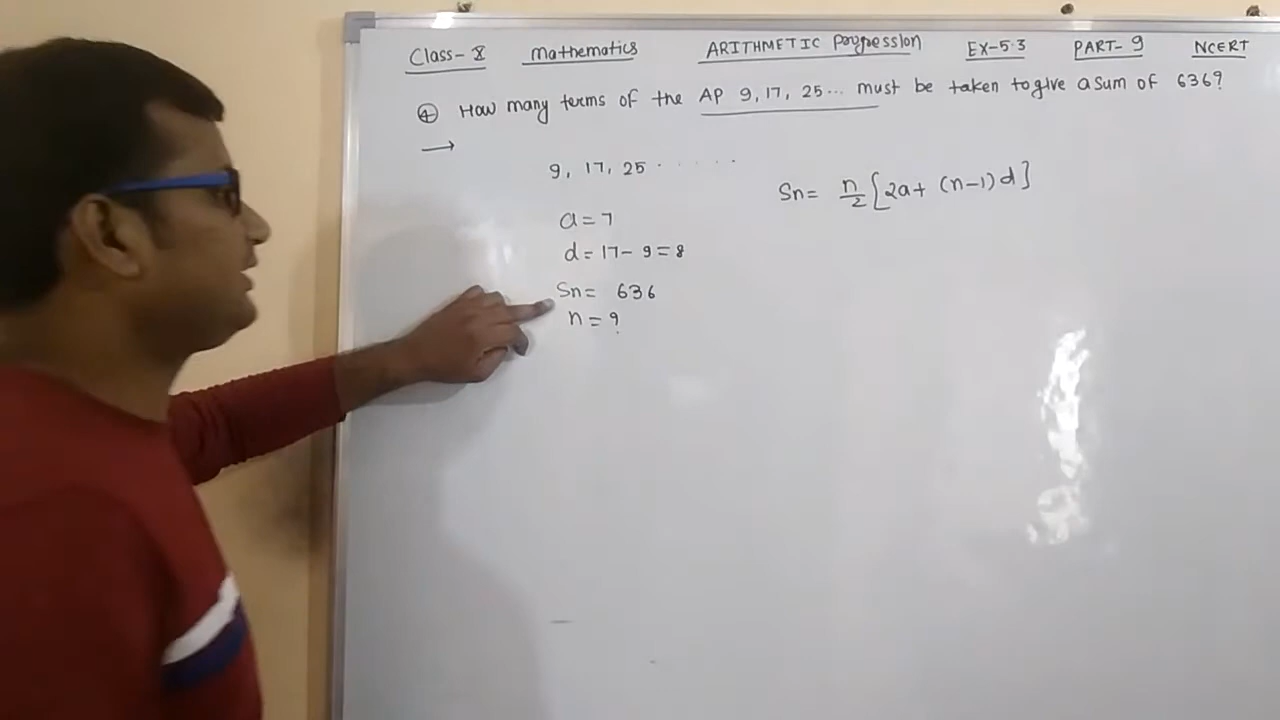 Class- X Mathematics ARITHMETIC Progression EX-5.3 PART- 9 NCERT
④ How many terms of the AP 9, 17, 25... must be taken to give a sum of 636?
→
9, 17, 25 . . . . . .
a = 7
d = 17 - 9 = 8
Sn = 636
n = ?
Sn = n/2 [2a + (n-1) d]